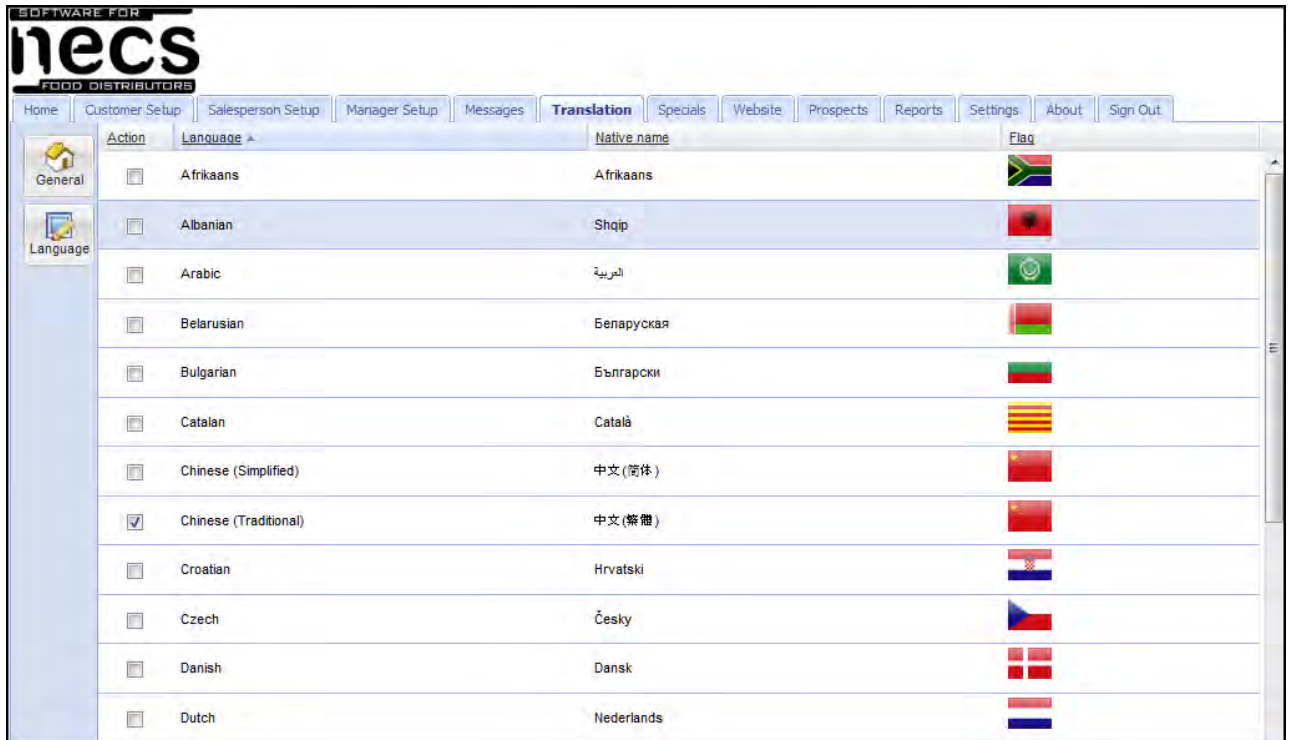 SOFTWARE FOR
necs
FOOD DISTRIBUTORS
Home Customer Setup Salesperson Setup Manager Setup Messages Translation Specials Website Prospects Reports Settings About Sign Out
Action Language Native name Flag
General
Language
Afrikaans Afrikaans
Albanian Shqip
Arabic العربية
Belarusian Беларуская
Bulgarian Български
Catalan Català
Chinese (Simplified) 中文(简体)
Chinese (Traditional) 中文(繁體)
Croatian Hrvatski
Czech Česky
Danish Dansk
Dutch Nederlands